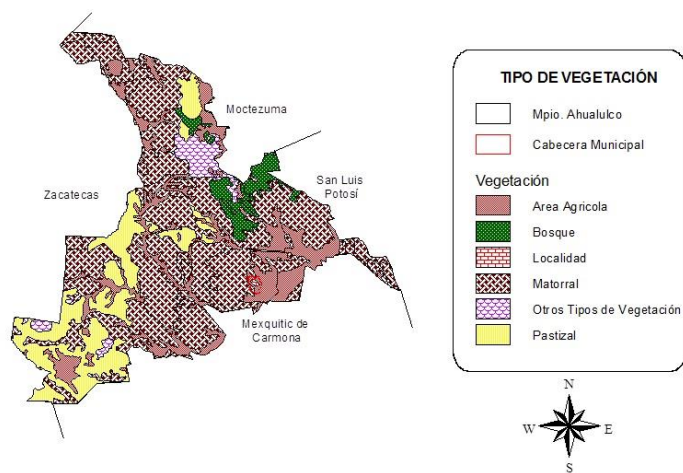 Moctezuma
San Luis
Potosí
Zacatecas
Mexquitic de
Carmona
TIPO DE VEGETACIÓN
Mpio. Ahualulco
Cabecera Municipal
Vegetación
Area Agricola
Bosque
Localidad
Matorral
Otros Tipos de Vegetación
Pastizal
N
W
E
S